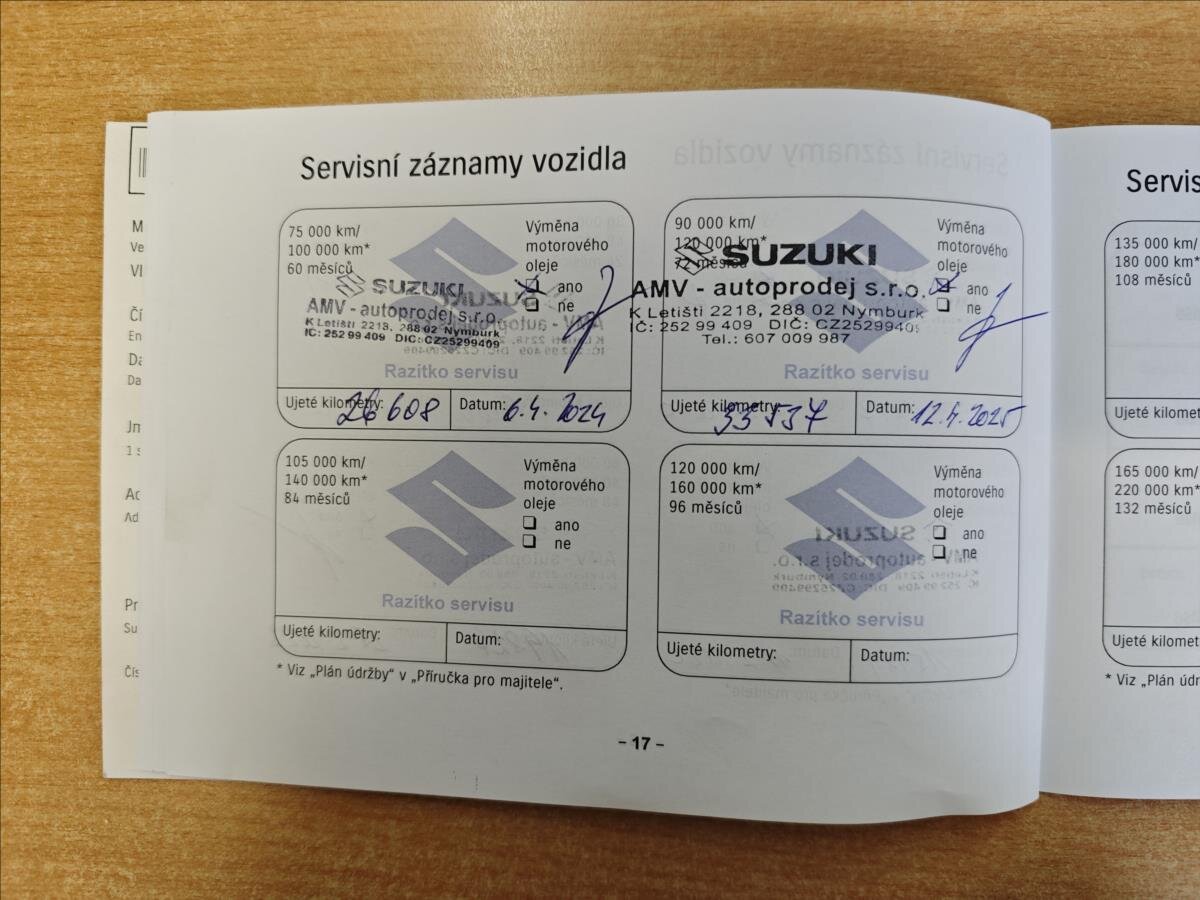 Servisní záznamy vozidla
75 000 km/
100 000 km*
60 měsíců
Výměna
motorového
oleje
ano
ne
SUZUKI
AMV - autoprodej s.r.o.
K Letišti 2218, 288 02 Nymburk
IČ: 252 99 409 DIČ: CZ25299409
Razítko servisu
Ujeté kilometry: 26 608
Datum: 6.4. 2024
90 000 km/
120 000 km*
72 měsíců
Výměna
motorového
oleje
ano
ne
SUZUKI
AMV - autoprodej s.r.o.
K Letišti 2218, 288 02 Nymburk
IČ: 252 99 409 DIČ: CZ25299409
Tel.: 607 009 987
Razítko servisu
Ujeté kilometry: 33 537
Datum: 12.4. 2025
105 000 km/
140 000 km*
84 měsíců
Výměna
motorového
oleje
ano
ne
Razítko servisu
Ujeté kilometry:
Datum:
120 000 km/
160 000 km*
96 měsíců
Výměna
motorového
oleje
ano
ne
Razítko servisu
Ujeté kilometry:
Datum:
* Viz „Plán údržby“ v „Příručka pro majitele“.
- 17 -
Servis
135 000 km/
180 000 km*
108 měsíců
Ujeté kilometry:
165 000 km/
220 000 km*
132 měsíců
Ujeté kilometry:
* Viz „Plán údr